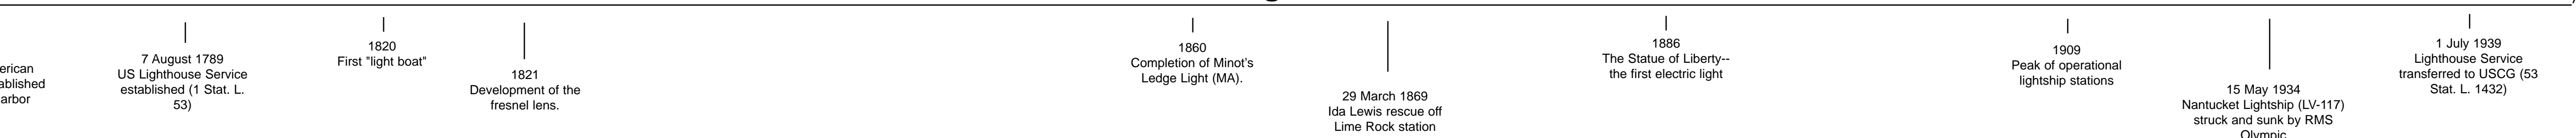 erican
ablished
arbor
7 August 1789
US Lighthouse Service
established (1 Stat. L.
53)
1820
First "light boat"
1821
Development of the
fresnel lens.
1860
Completion of Minot's
Ledge Light (MA).
29 March 1869
Ida Lewis rescue off
Lime Rock station
1886
The Statue of Liberty--
the first electric light
1909
Peak of operational
lightship stations
15 May 1934
Nantucket Lightship (LV-117)
struck and sunk by RMS
Olympic
1 July 1939
Lighthouse Service
transferred to USCG (53
Stat. L. 1432)